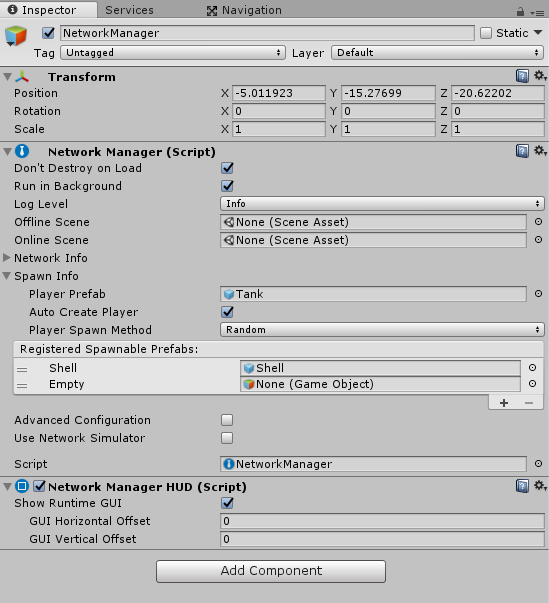 Inspector Services Navigation
NetworkManager Static
Tag Untagged Layer Default
Transform
Position X -5.011923 Y -15.27699 Z -20.62202
Rotation X 0 Y 0 Z 0
Scale X 1 Y 1 Z 1
Network Manager (Script)
Don't Destroy on Load
Run in Background
Log Level Info
Offline Scene None (Scene Asset)
Online Scene None (Scene Asset)
Network Info
Spawn Info
Player Prefab Tank
Auto Create Player
Player Spawn Method Random
Registered Spawnable Prefabs:
Shell Shell
Empty None (Game Object)
+ −
Advanced Configuration
Use Network Simulator
Script NetworkManager
Network Manager HUD (Script)
Show Runtime GUI
GUI Horizontal Offset 0
GUI Vertical Offset 0
Add Component